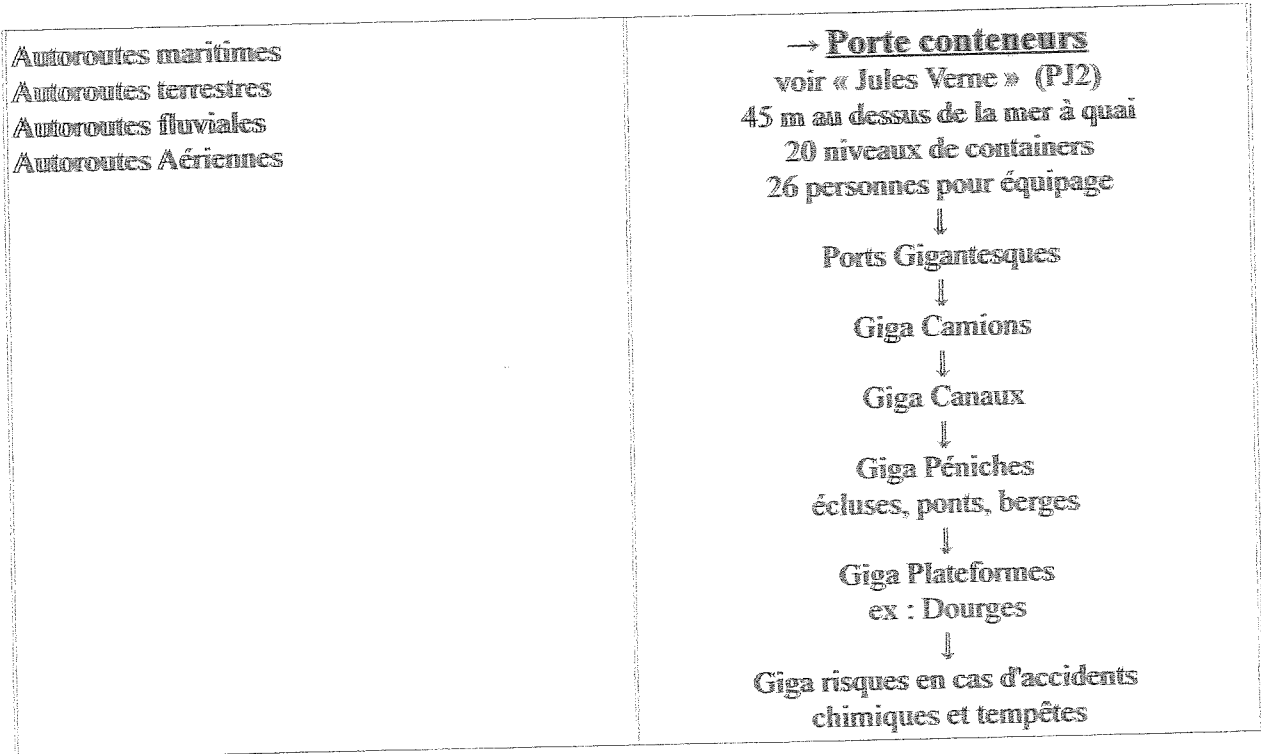 Autoroutes maritimes
Autoroutes terrestres
Autoroutes fluviales
Autoroutes Aériennes
→ Porte conteneurs
voir « Jules Verne » (PJ2)
45 m au dessus de la mer à quai
20 niveaux de containers
26 personnes pour équipage
⇓
Ports Gigantesques
⇓
Giga Camions
⇓
Giga Canaux
⇓
Giga Péniches
écluses, ponts, berges
⇓
Giga Plateformes
ex : Dourges
⇓
Giga risques en cas d'accidents
chimiques et tempêtes